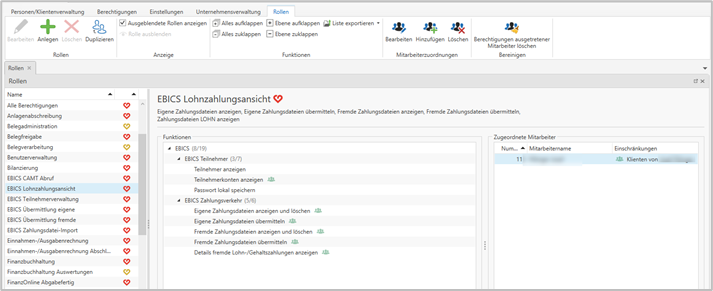 Personen/Klientenverwaltung Berechtigungen Einstellungen Unternehmensverwaltung Rollen
Bearbeiten Anlegen Löschen Duplizieren
Rollen
Ausgeblendete Rollen anzeigen
Rolle ausblenden
Anzeige
Alles aufklappen Ebene aufklappen Liste exportieren
Alles zuklappen Ebene zuklappen
Funktionen
Bearbeiten Hinzufügen Löschen
Mitarbeiterzuordnungen
Berechtigungen ausgetretener
Mitarbeiter löschen
Bereinigen
Rollen
Rollen
Name
Alle Berechtigungen
Anlagenabschreibung
Belegadministration
Belegfreigabe
Belegverarbeitung
Benutzerverwaltung
Bilanzierung
EBICS CAMT Abruf
EBICS Lohnzahlungsansicht
EBICS Teilnehmerverwaltung
EBICS Übermittlung eigene
EBICS Übermittlung fremde
EBICS Zahlungsdatei-Import
Einnahmen-/Ausgabenrechnung
Einnahmen-/Ausgabenrechnung Abschl...
Finanzbuchhaltung
Finanzbuchhaltung Auswertungen
FinanzOnline Abgabefertig
EBICS Lohnzahlungsansicht
Eigene Zahlungsdateien anzeigen, Eigene Zahlungsdateien übermitteln, Fremde Zahlungsdateien anzeigen, Fremde Zahlungsdateien übermitteln,
Zahlungsdateien LOHN anzeigen
Funktionen
EBICS (8/19)
EBICS Teilnehmer (3/7)
Teilnehmer anzeigen
Teilnehmerkonten anzeigen
Passwort lokal speichern
EBICS Zahlungsverkehr (5/6)
Eigene Zahlungsdateien anzeigen und löschen
Eigene Zahlungsdateien übermitteln
Fremde Zahlungsdateien anzeigen und löschen
Fremde Zahlungsdateien übermitteln
Details fremde Lohn-/Gehaltszahlungen anzeigen
Zugeordnete Mitarbeiter
Num... Mitarbeitername Einschränkungen
Klienten von